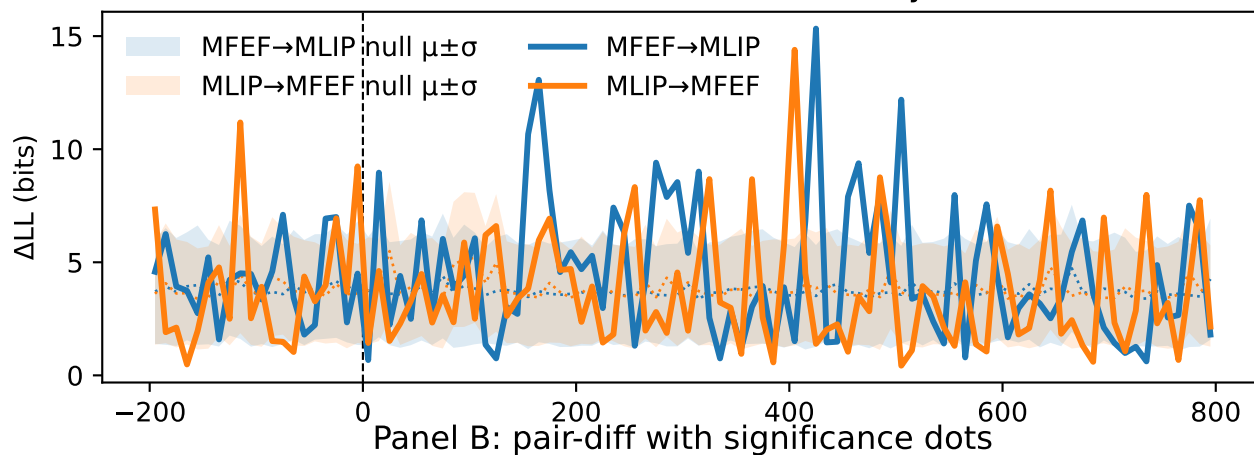 15
MFEF→MLIP null μ±σ
MFEF→MLIP
MLIP→MFEF null μ±σ
MLIP→MFEF
10
5
0
ΔLL (bits)
−200
0
200
400
600
800
Panel B: pair-diff with significance dots